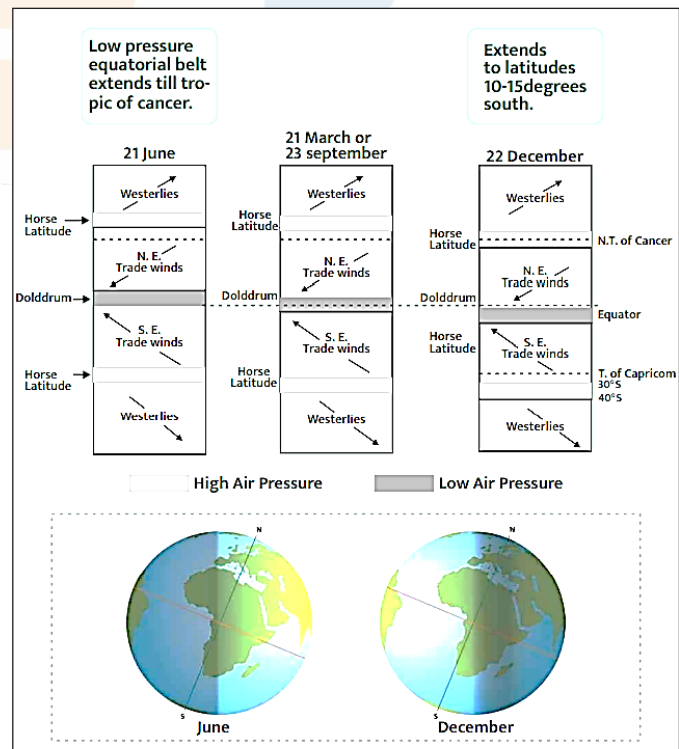 Low pressure
equatorial belt
extends till tro-
pic of cancer.
Extends
to latitudes
10-15degrees
south.
21 June
Westerlies
Horse
Latitude
N. E.
Trade winds
Dolddrum
S. E.
Trade winds
Horse
Latitude
Westerlies
21 March or
23 september
Westerlies
Horse
Latitude
N. E.
Trade winds
Dolddrum
S. E.
Trade winds
Horse
Latitude
Westerlies
22 December
Westerlies
Horse
Latitude
N.T. of Cancer
N. E.
Trade winds
Dolddrum
Equator
Horse
Latitude
S. E.
Trade winds
T. of Capricom
30°S
40°S
Westerlies
High Air Pressure
Low Air Pressure
N
S
June
N
S
December